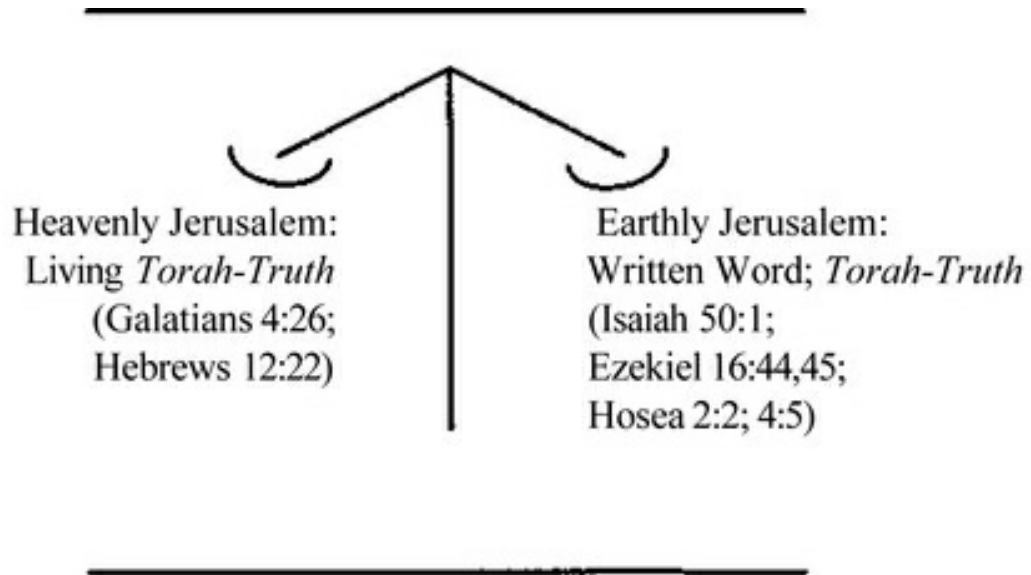 Heavenly Jerusalem:
Living Torah-Truth
(Galatians 4:26;
Hebrews 12:22)
Earthly Jerusalem:
Written Word; Torah-Truth
(Isaiah 50:1;
Ezekiel 16:44,45;
Hosea 2:2; 4:5)